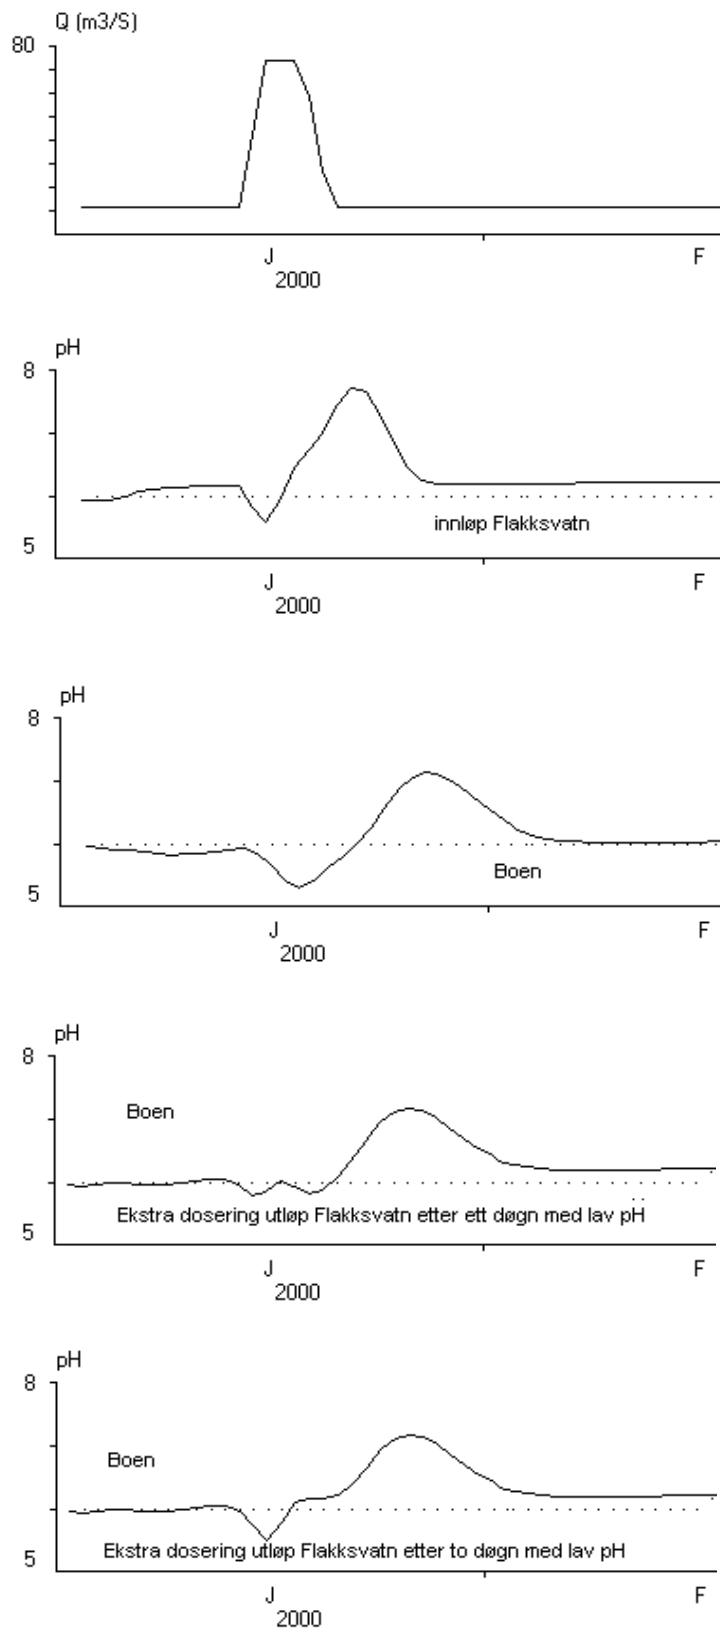 Q (m3/S)
80
J F
2000
pH
8
innløp Flakksvatn
5
J F
2000
pH
8
Boen
5
J F
2000
pH
8
Boen
Ekstra dosering utløp Flakksvatn etter ett døgn med lav pH
5
J F
2000
pH
8
Boen
Ekstra dosering utløp Flakksvatn etter to døgn med lav pH
5
J F
2000